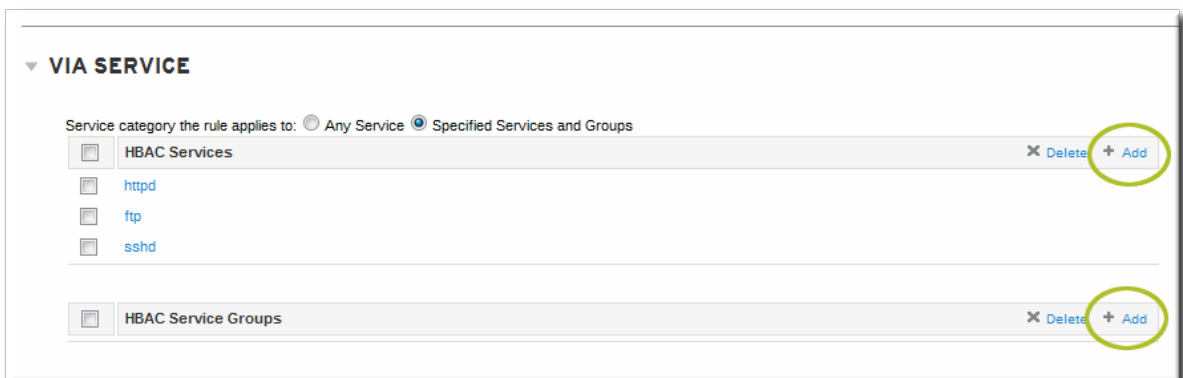 VIA SERVICE
Service category the rule applies to: Any Service Specified Services and Groups
HBAC Services Delete + Add
httpd
ftp
sshd
HBAC Service Groups Delete + Add